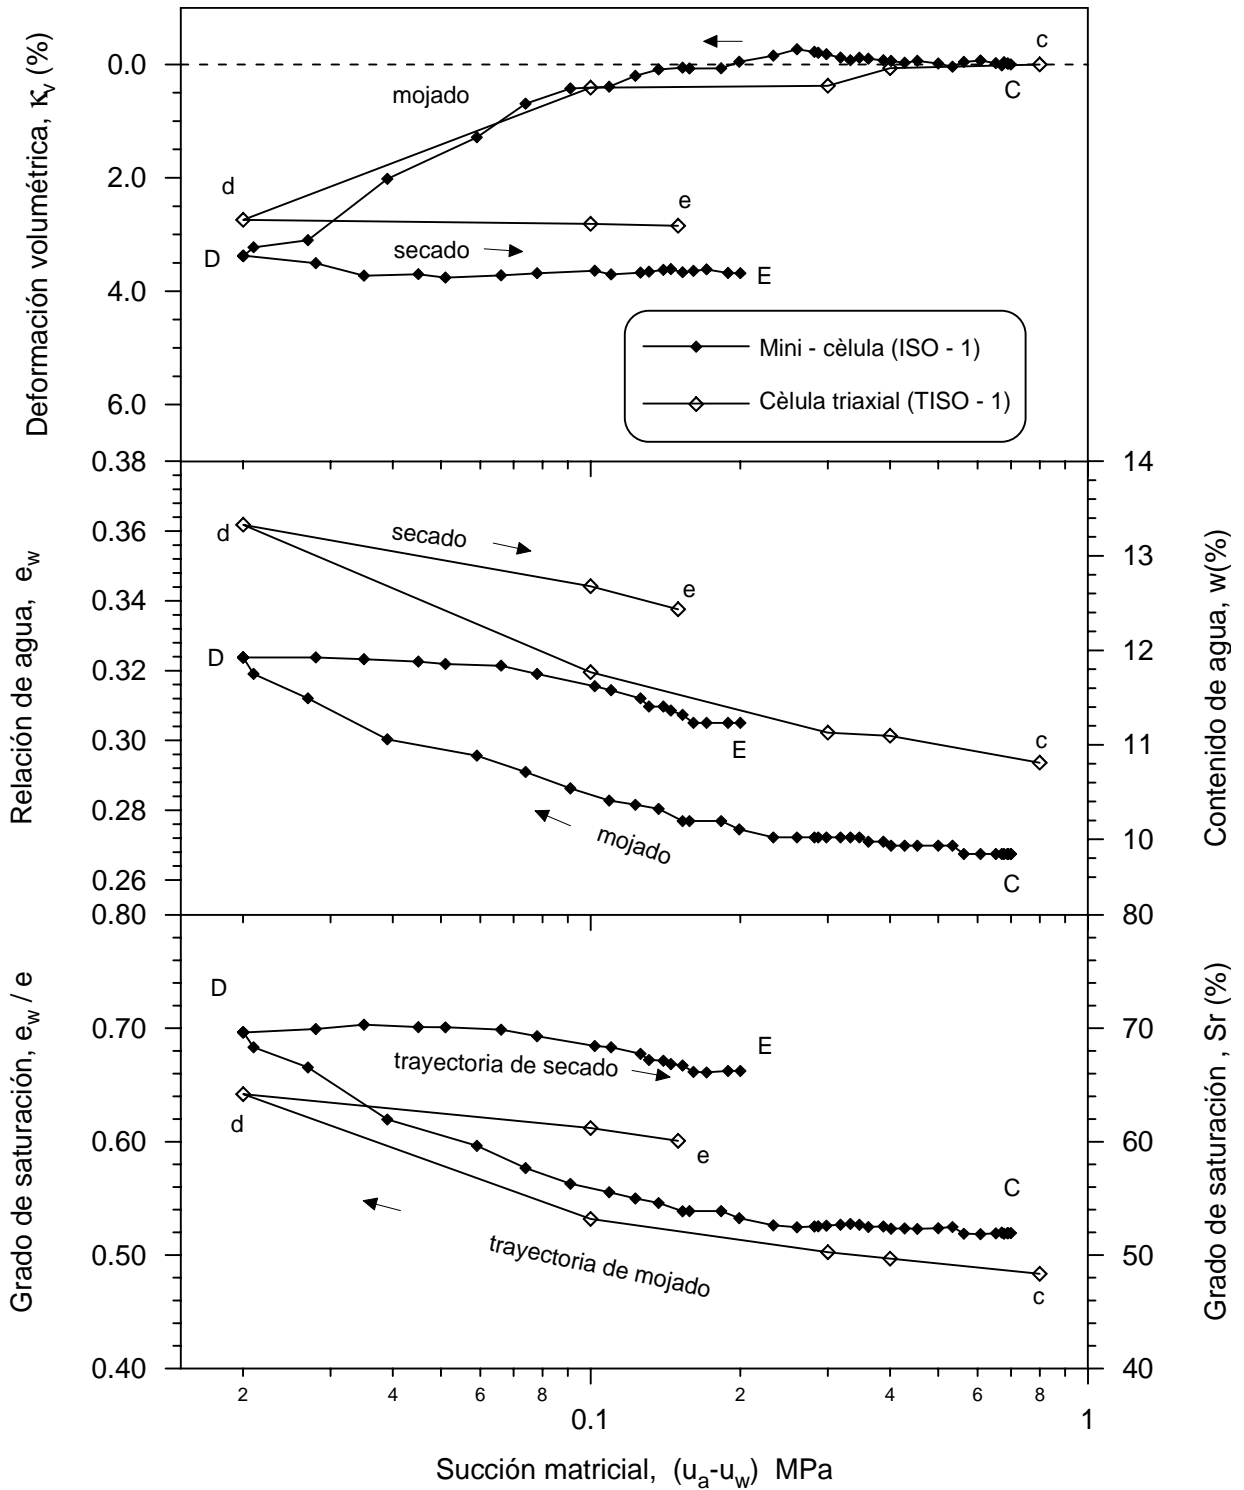 Deformación volumétrica, κv (%)
0.0
2.0
4.0
6.0
mojado
c
C
d
D
secado
e
E
Mini - cèlula (ISO - 1)
Cèlula triaxial (TISO - 1)
Relación de agua, ew
0.38
0.36
0.34
0.32
0.30
0.28
0.26
d
secado
e
D
E
c
mojado
C
14
13
12
11
10
80
Contenido de agua, w(%)
Grado de saturación, ew / e
0.80
0.70
0.60
0.50
0.40
D
E
trayectoria de secado
d
e
C
trayectoria de mojado
c
70
60
50
40
Grado de saturación , Sr (%)
2
4
6
8
0.1
2
4
6
8
1
Succión matricial, (ua-uw) MPa